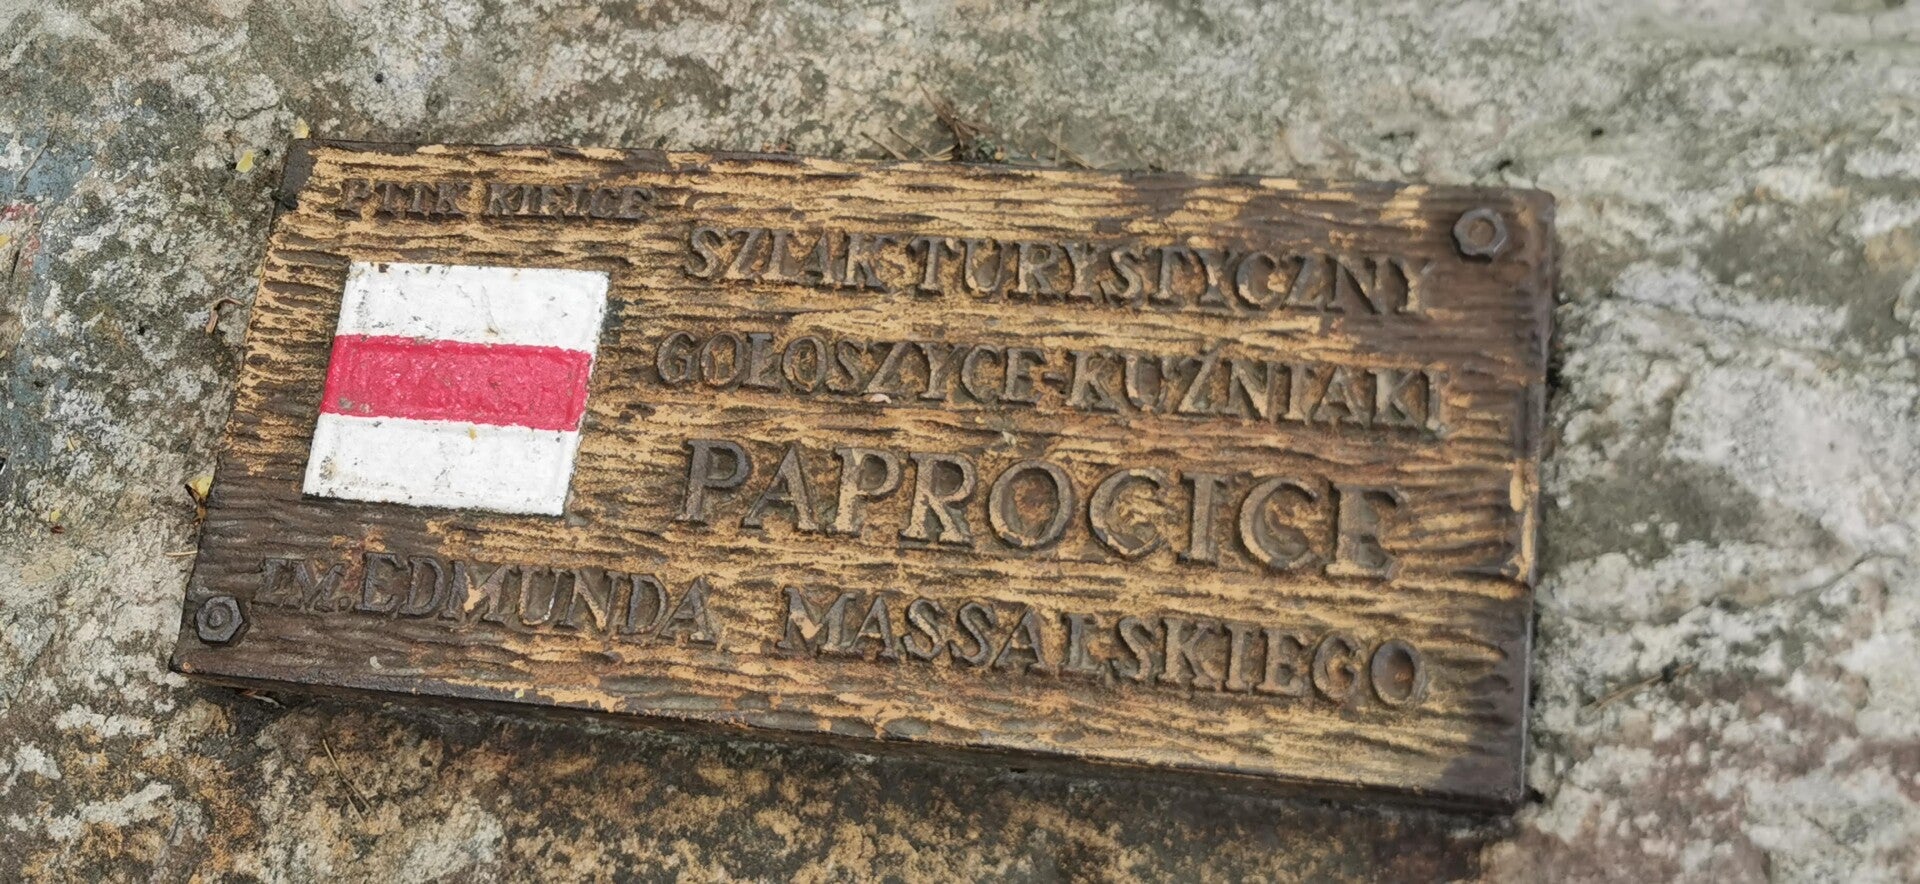 PTTK KIELCE
SZLAK TURYSTYCZNY
GOŁOSZYCE-KUŹNIAKI
PAPROCICE
IM. EDMUNDA MASSALSKIEGO